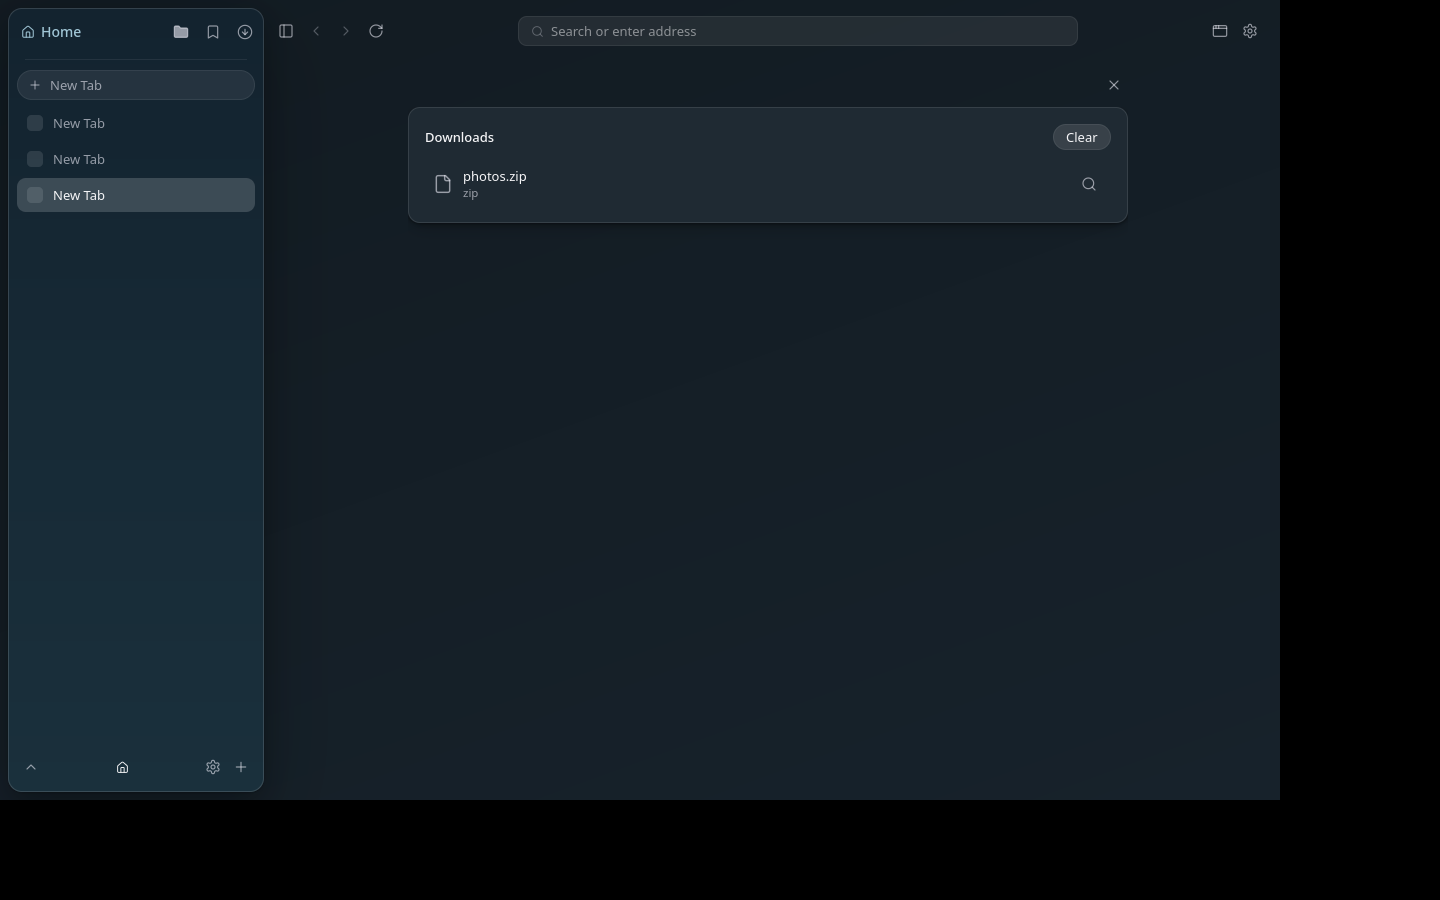 Home
Search or enter address
New Tab
New Tab
New Tab
New Tab
Downloads
Clear
photos.zip
zip